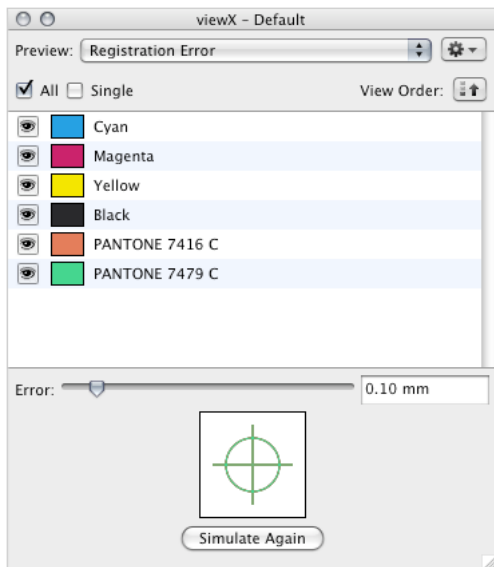 viewX – Default
Preview: Registration Error
All Single View Order:
Cyan
Magenta
Yellow
Black
PANTONE 7416 C
PANTONE 7479 C
Error: 0.10 mm
Simulate Again